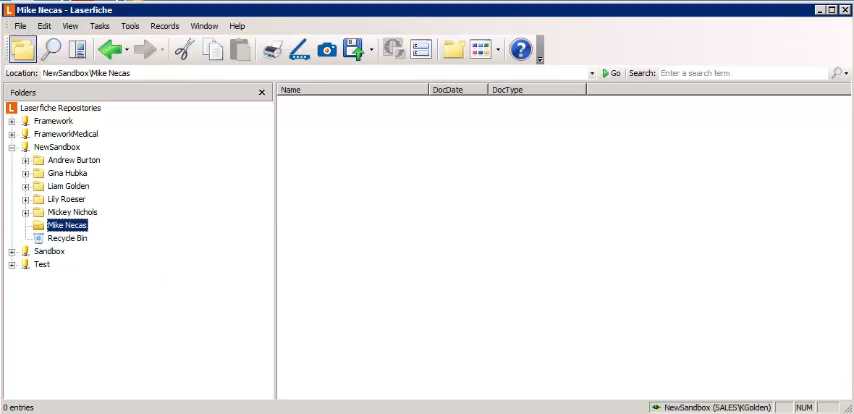 Mike Necas - Laserfiche
File Edit View Tasks Tools Records Window Help
Location: NewSandbox\Mike Necas Go Search: Enter a search term
Folders
Name DocDate DocType
Laserfiche Repositories
Framework
FrameworkMedical
NewSandbox
Andrew Burton
Gina Hubka
Liam Golden
Lily Roeser
Mickey Nichols
Mike Necas
Recycle Bin
Sandbox
Test
0 entries
NewSandbox (SALES\KGolden) NUM